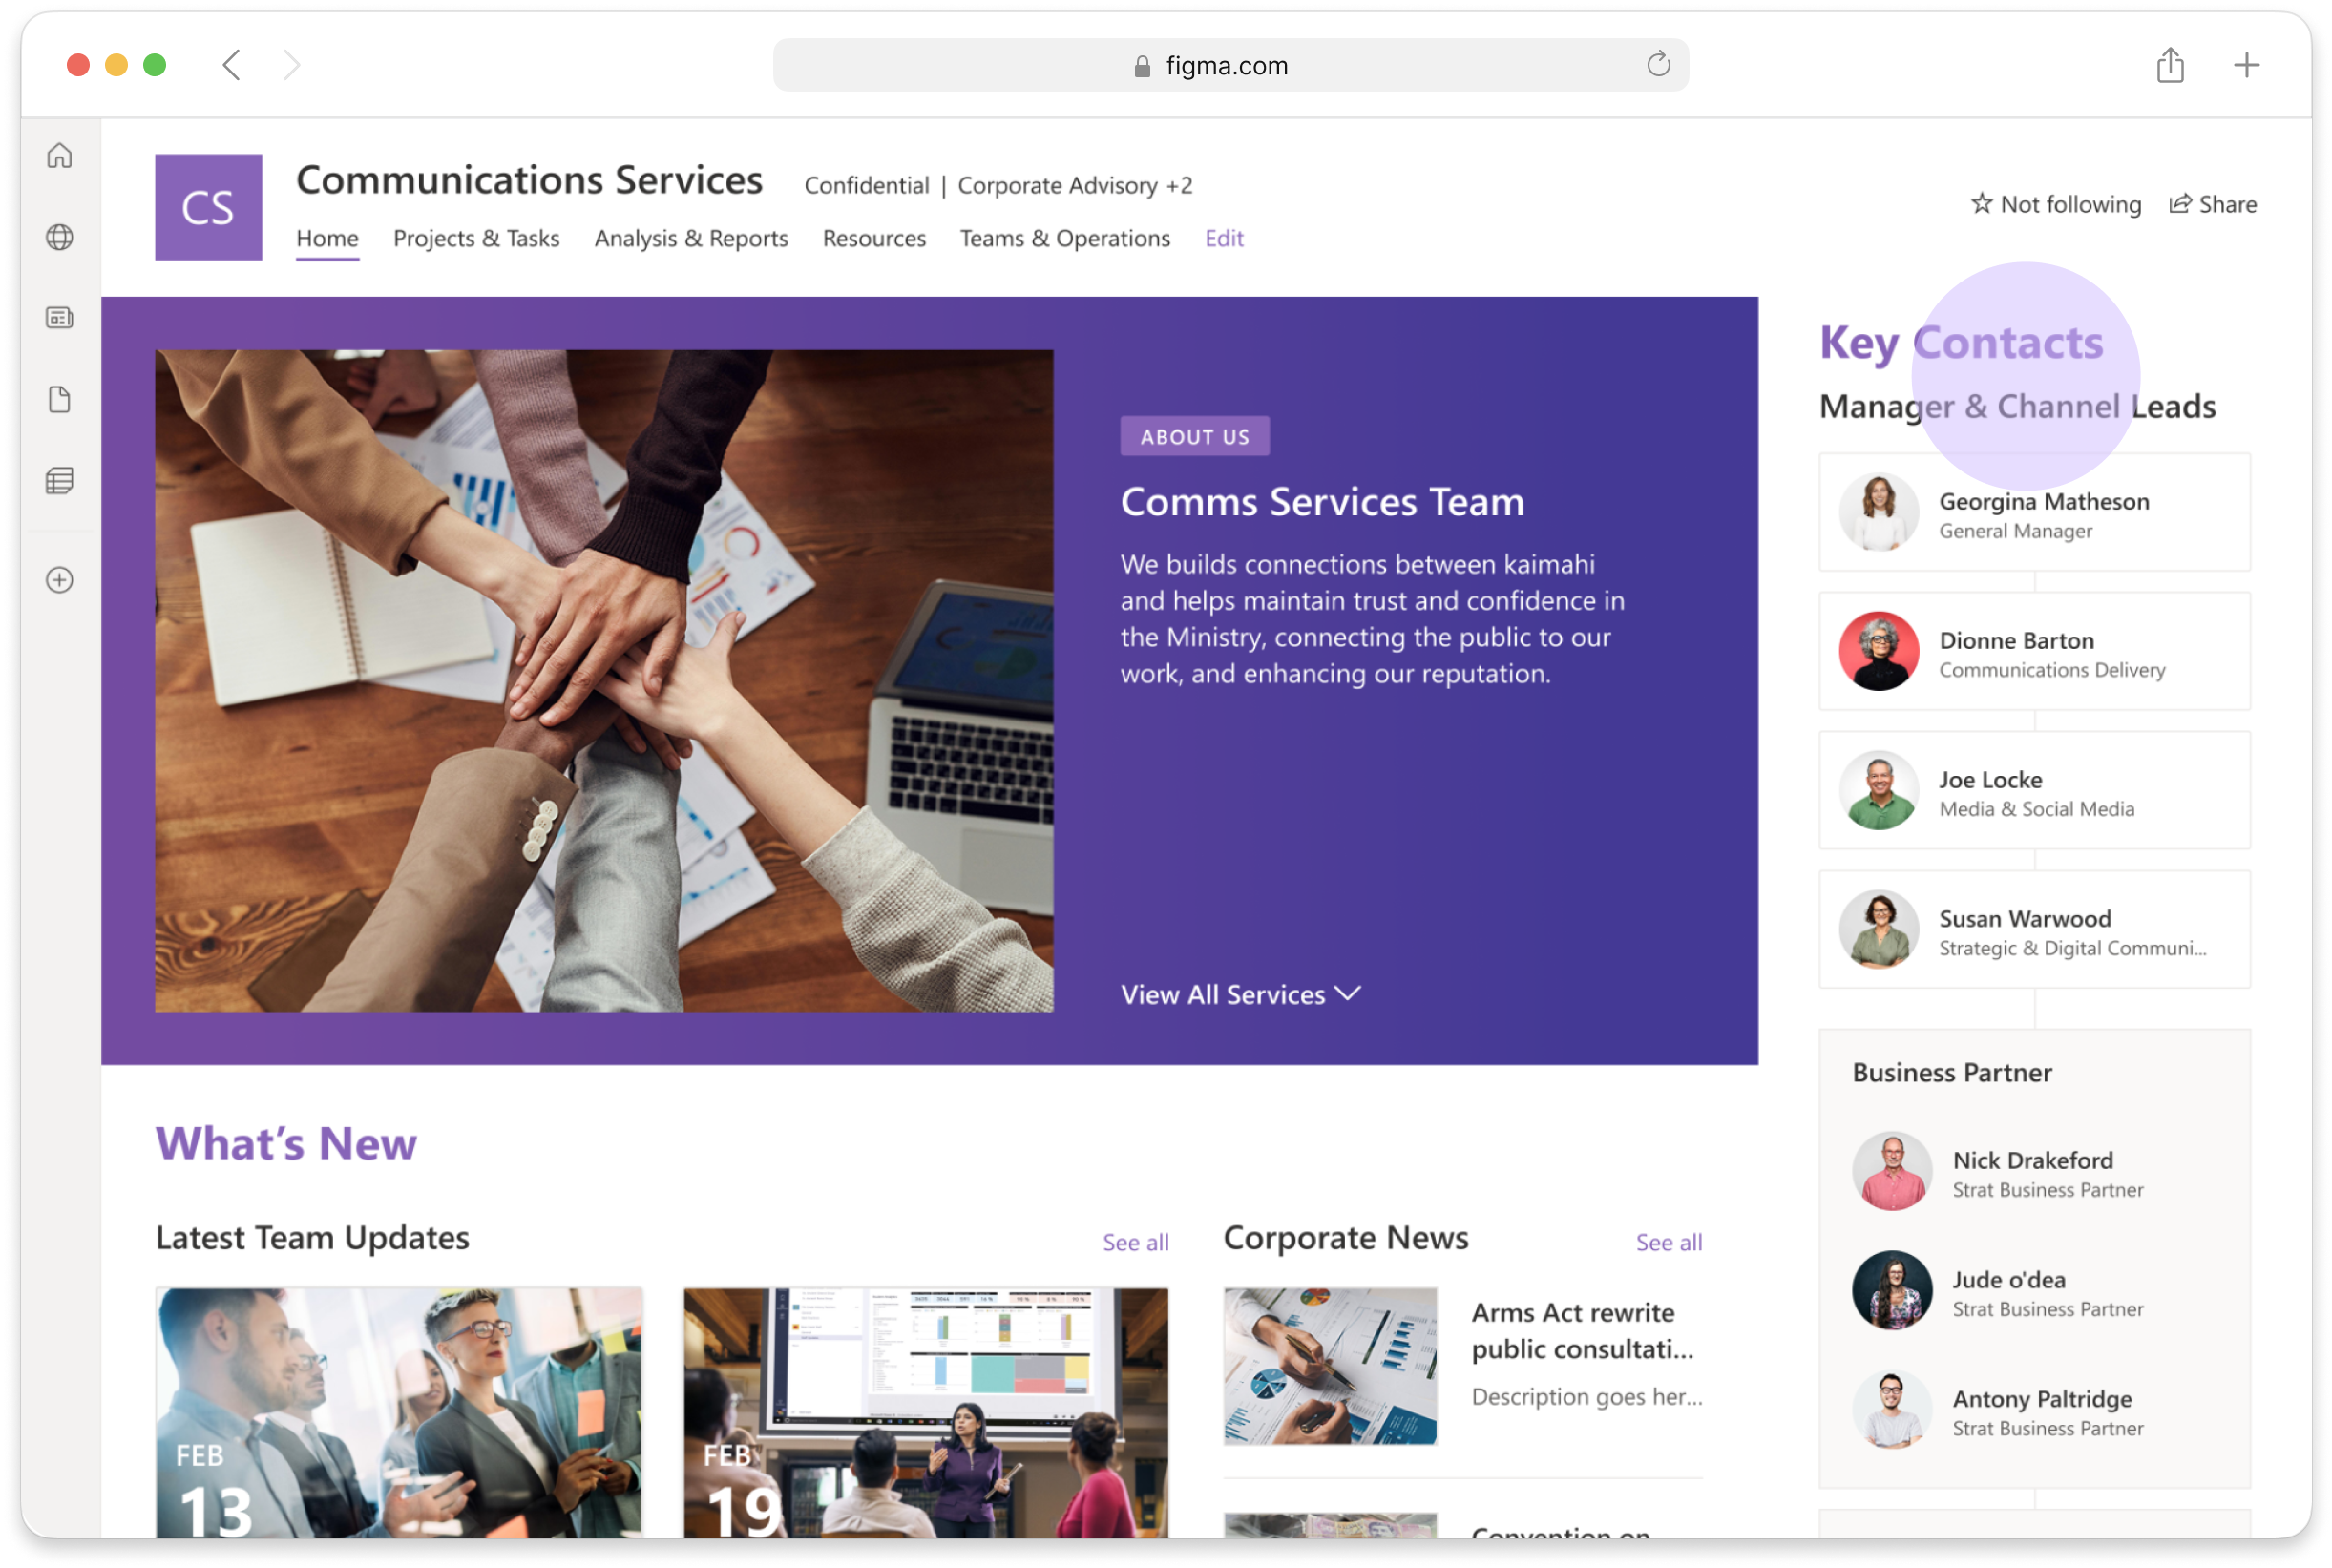 figma.com
CS
Communications Services
Confidential | Corporate Advisory +2
Home
Projects & Tasks
Analysis & Reports
Resources
Teams & Operations
Edit
Not following
Share
ABOUT US
Comms Services Team
We builds connections between kaimahi
and helps maintain trust and confidence in
the Ministry, connecting the public to our
work, and enhancing our reputation.
View All Services
Key Contacts
Manager & Channel Leads
Georgina Matheson
General Manager
Dionne Barton
Communications Delivery
Joe Locke
Media & Social Media
Susan Warwood
Strategic & Digital Communi...
Business Partner
Nick Drakeford
Strat Business Partner
Jude o'dea
Strat Business Partner
Antony Paltridge
Strat Business Partner
What's New
Latest Team Updates
See all
FEB
13
FEB
19
Corporate News
See all
Arms Act rewrite
public consultati...
Description goes her...
Convention on